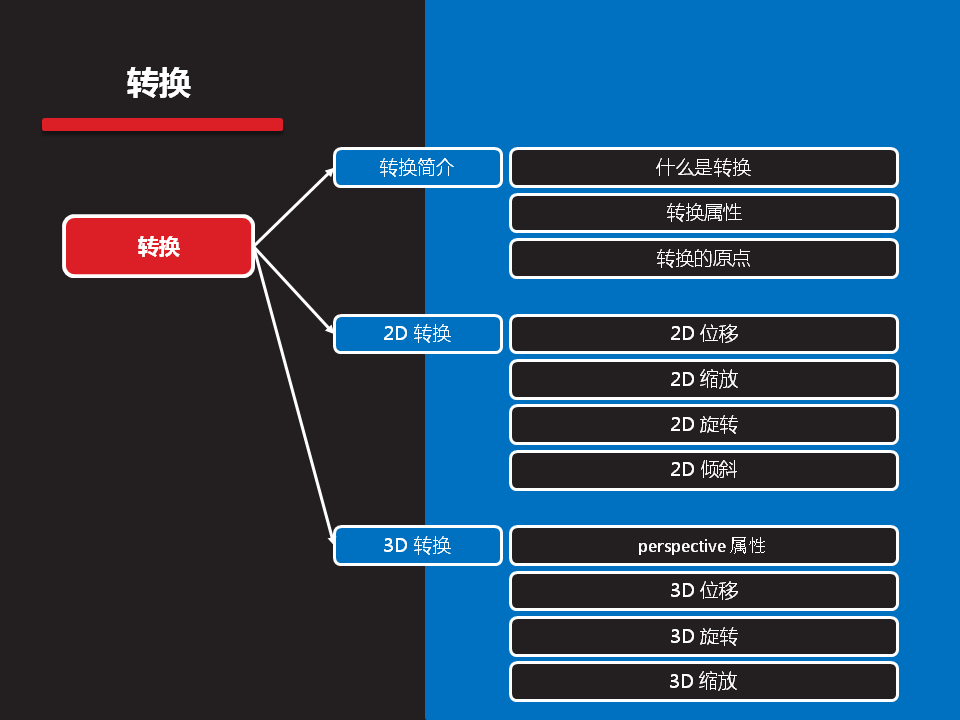 转换
转换
转换简介
什么是转换
转换属性
转换的原点
2D 转换
2D 位移
2D 缩放
2D 旋转
2D 倾斜
3D 转换
perspective 属性
3D 位移
3D 旋转
3D 缩放